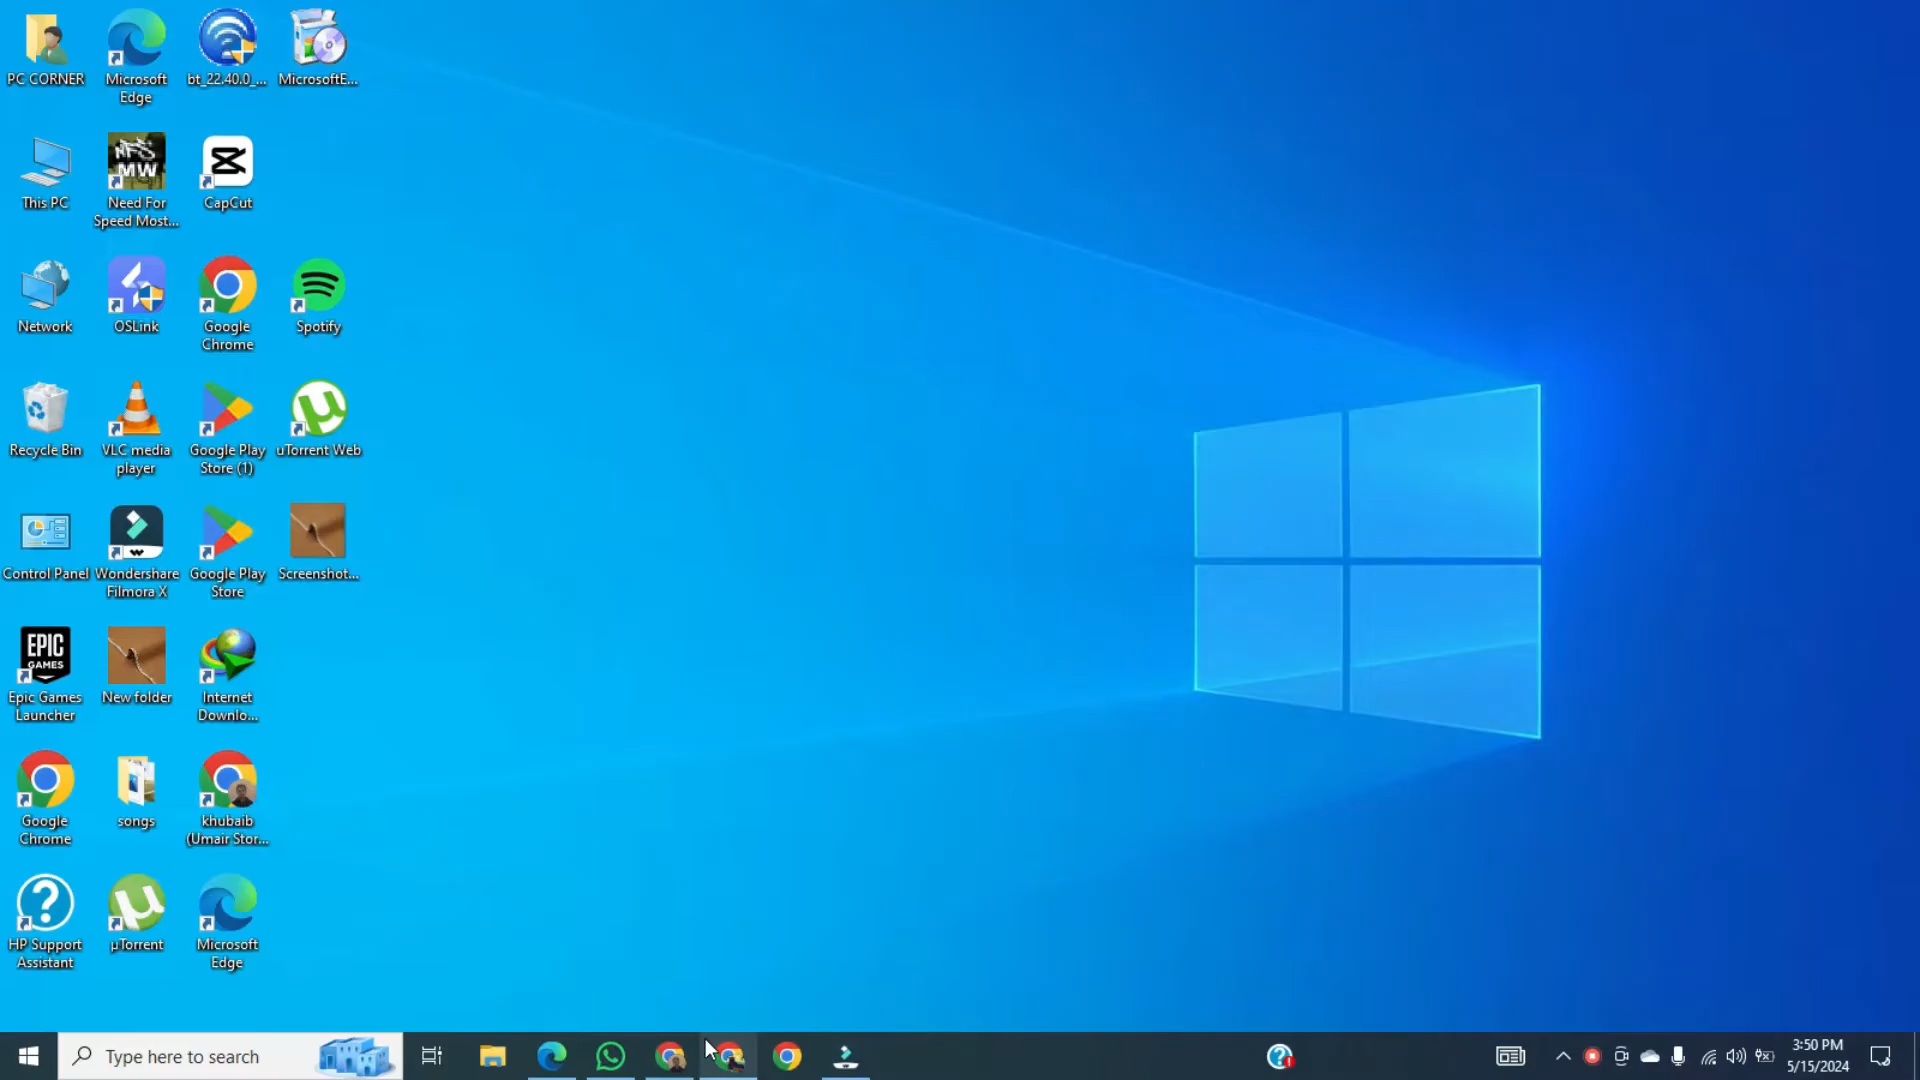 PC CORNER
Microsoft
Edge
bt_22.40.0_...
MicrosoftE...
This PC
NFS
MW
Need For
Speed Most...
CapCut
Network
OSLink
Google
Chrome
Spotify
Recycle Bin
VLC media
player
Google Play
Store (1)
uTorrent Web
Control Panel
Wondershare
Filmora X
Google Play
Store
Screenshot...
EPIC
GAMES
Epic Games
Launcher
New folder
Internet
Downlo...
Google
Chrome
songs
khubaib
(Umair Stor...
HP Support
Assistant
µTorrent
Microsoft
Edge
Type here to search
3:50 PM
5/15/2024